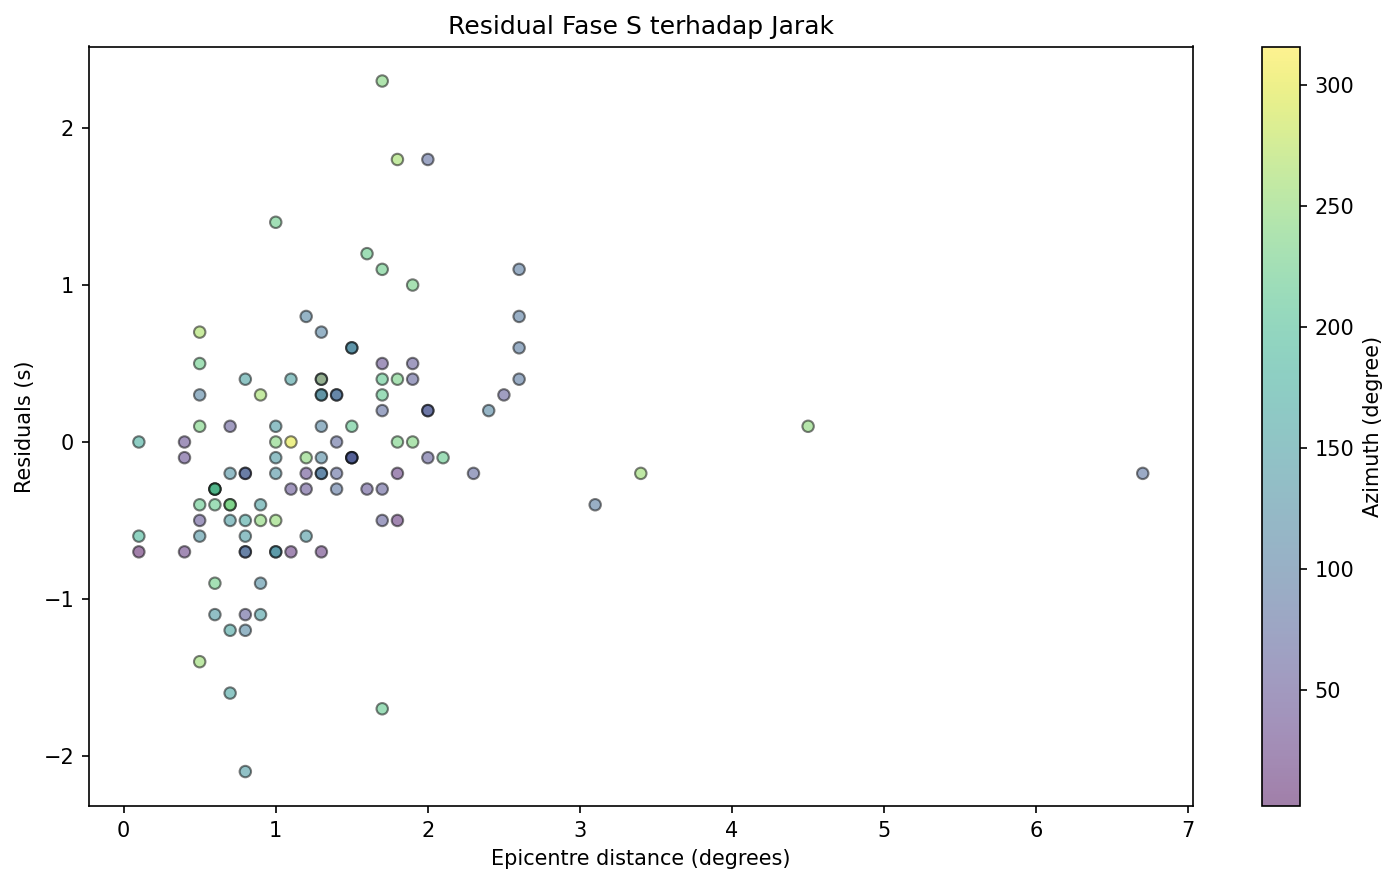 Residual Fase S terhadap Jarak
2
1
0
−1
−2
Residuals (s)
0 1 2 3 4 5 6 7
Epicentre distance (degrees)
300
250
200
150
100
50
Azimuth (degree)